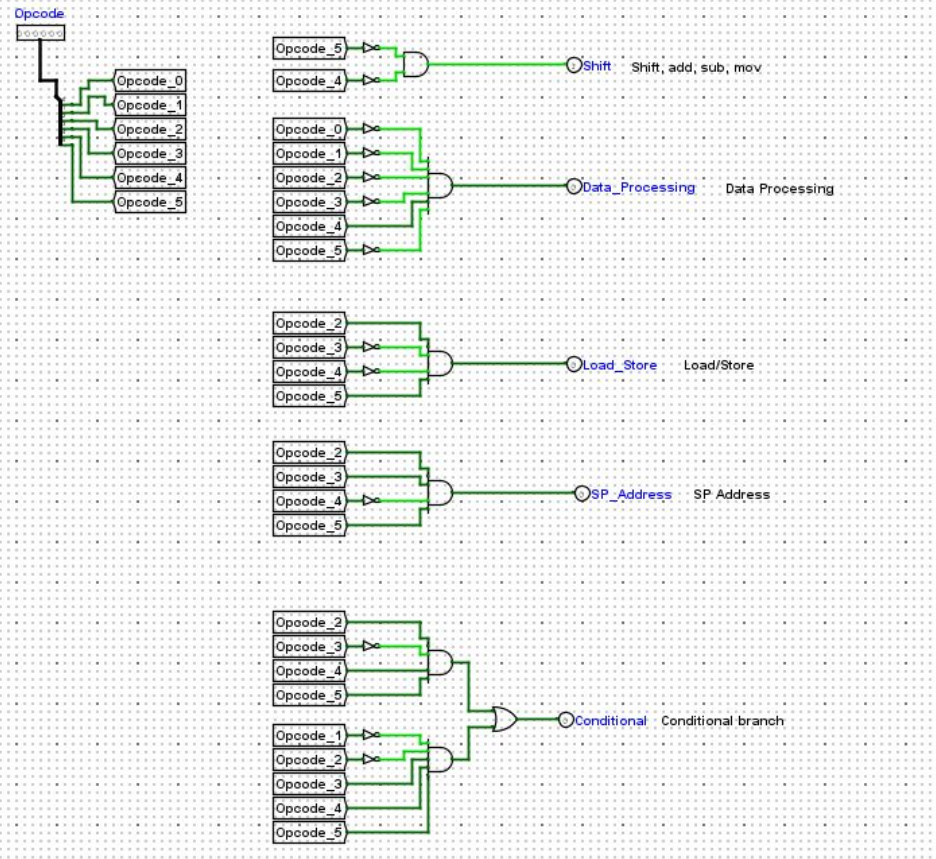 Opcode
Opcode_0
Opcode_1
Opcode_2
Opcode_3
Opcode_4
Opcode_5
Opcode_5
Opcode_4
Shift Shift, add, sub, mov
Opcode_0
Opcode_1
Opcode_2
Opcode_3
Opcode_4
Opcode_5
Data_Processing Data Processing
Opcode_2
Opcode_3
Opcode_4
Opcode_5
Load_Store Load/Store
Opcode_2
Opcode_3
Opcode_4
Opcode_5
SP_Address SP Address
Opcode_2
Opcode_3
Opcode_4
Opcode_5
Opcode_1
Opcode_2
Opcode_3
Opcode_4
Opcode_5
Conditional Conditional branch